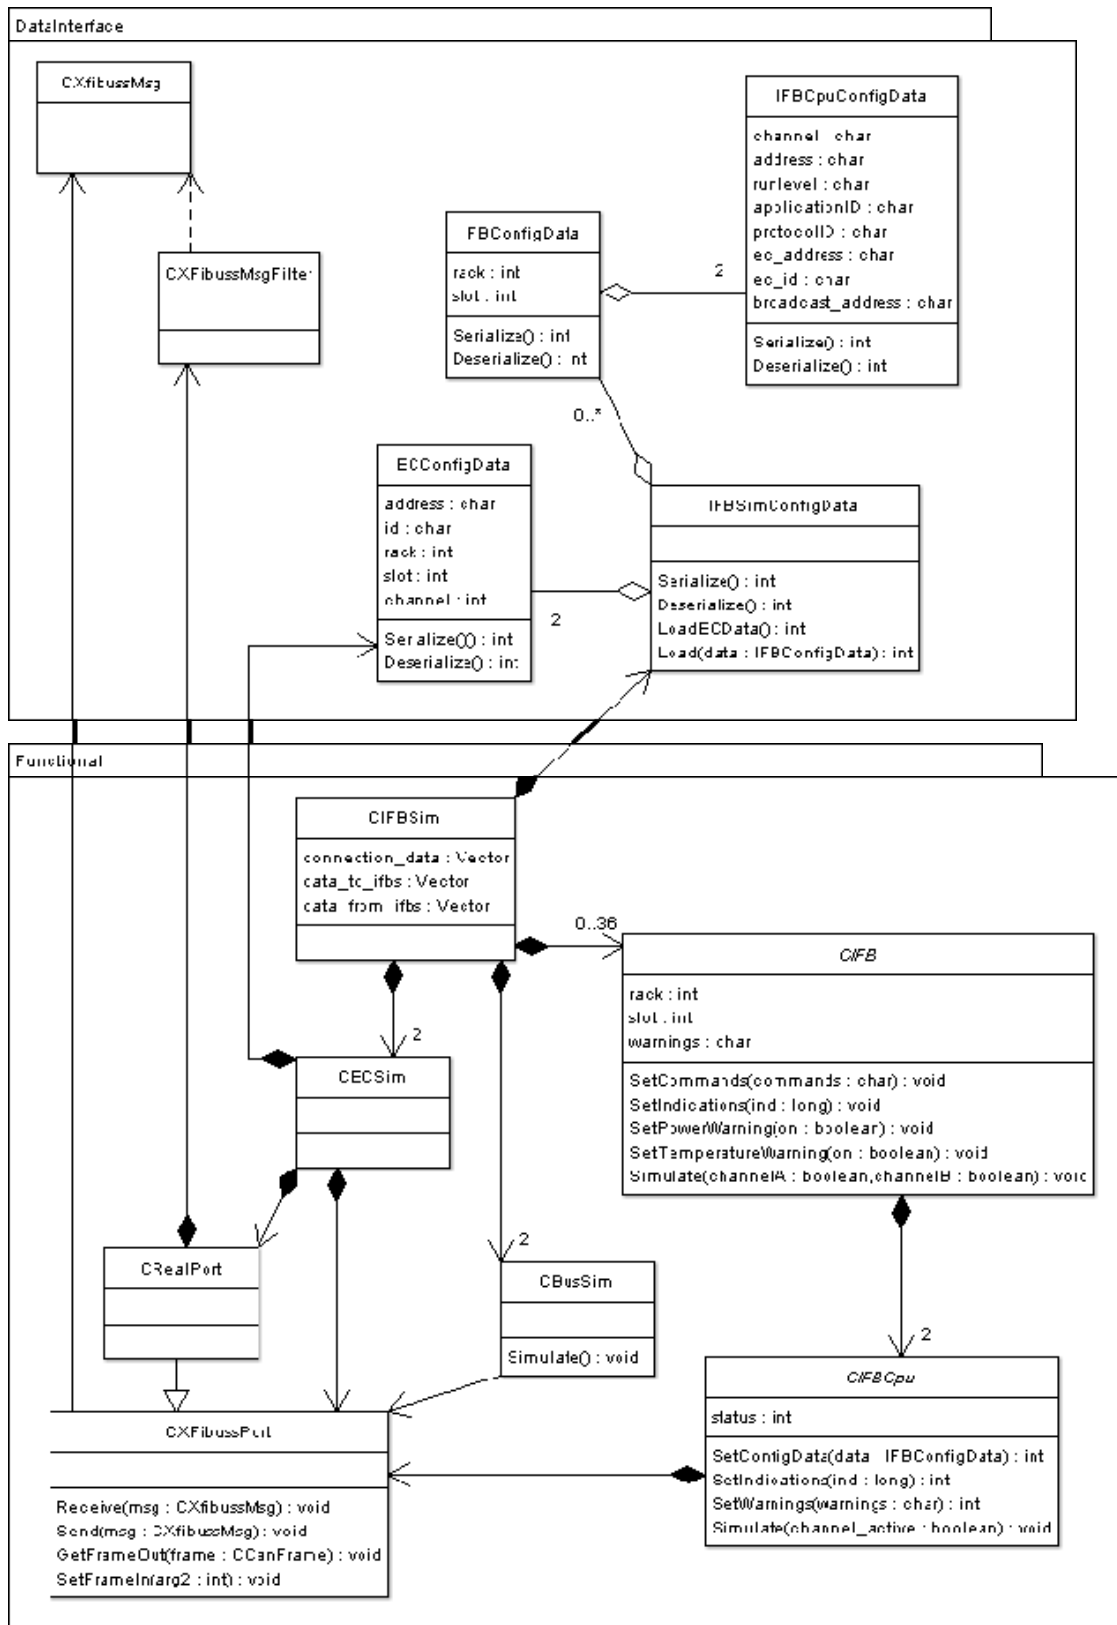 DataInterface
CXfibussMsg
IFBCpuConfigData
channel : char
address : char
runlevel : char
applicationID : char
protocolID : char
ec_address : char
ec_id : char
broadcast_address : char
Serialize() : int
Deserialize() : int
FBConfigData
rack : int
slot : int
Serialize() : int
Deserialize() : int
2
CXFibussMsgFilter
0..*
ECConfigData
address : char
id : char
rack : int
slot : int
channel : int
Serialize()) : int
Deserialize() : int
2
IFBSimConfigData
Serialize() : int
Deserialize() : int
LoadECData() : int
Load(data : IFBConfigData) : int
Functional
CIFBSim
connection_data : Vector
data_to_ifbs : Vector
data_from_ifbs : Vector
0..36
CIFB
rack : int
slot : int
warnings : char
SetCommands(commands : char) : void
SetIndications(ind : long) : void
SetPowerWarning(on : boolean) : void
SetTemperatureWarning(on : boolean) : void
Simulate(channelA : boolean,channelB : boolean) : void
2
CECSim
CRealPort
2
CBusSim
Simulate() : void
2
CIFBCpu
status : int
SetConfigData(data : IFBConfigData) : int
SetIndications(ind : long) : int
SetWarnings(warnings : char) : int
Simulate(channel_active : boolean) : void
CXFibussPort
Receive(msg : CXfibussMsg) : void
Send(msg : CXfibussMsg) : void
GetFrameOut(frame : CCanFrame) : void
SetFrameIn(arg2 : int) : void